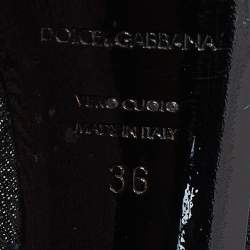 DOLCE & GABBANA
VERO CUOIO
MADE IN ITALY
36